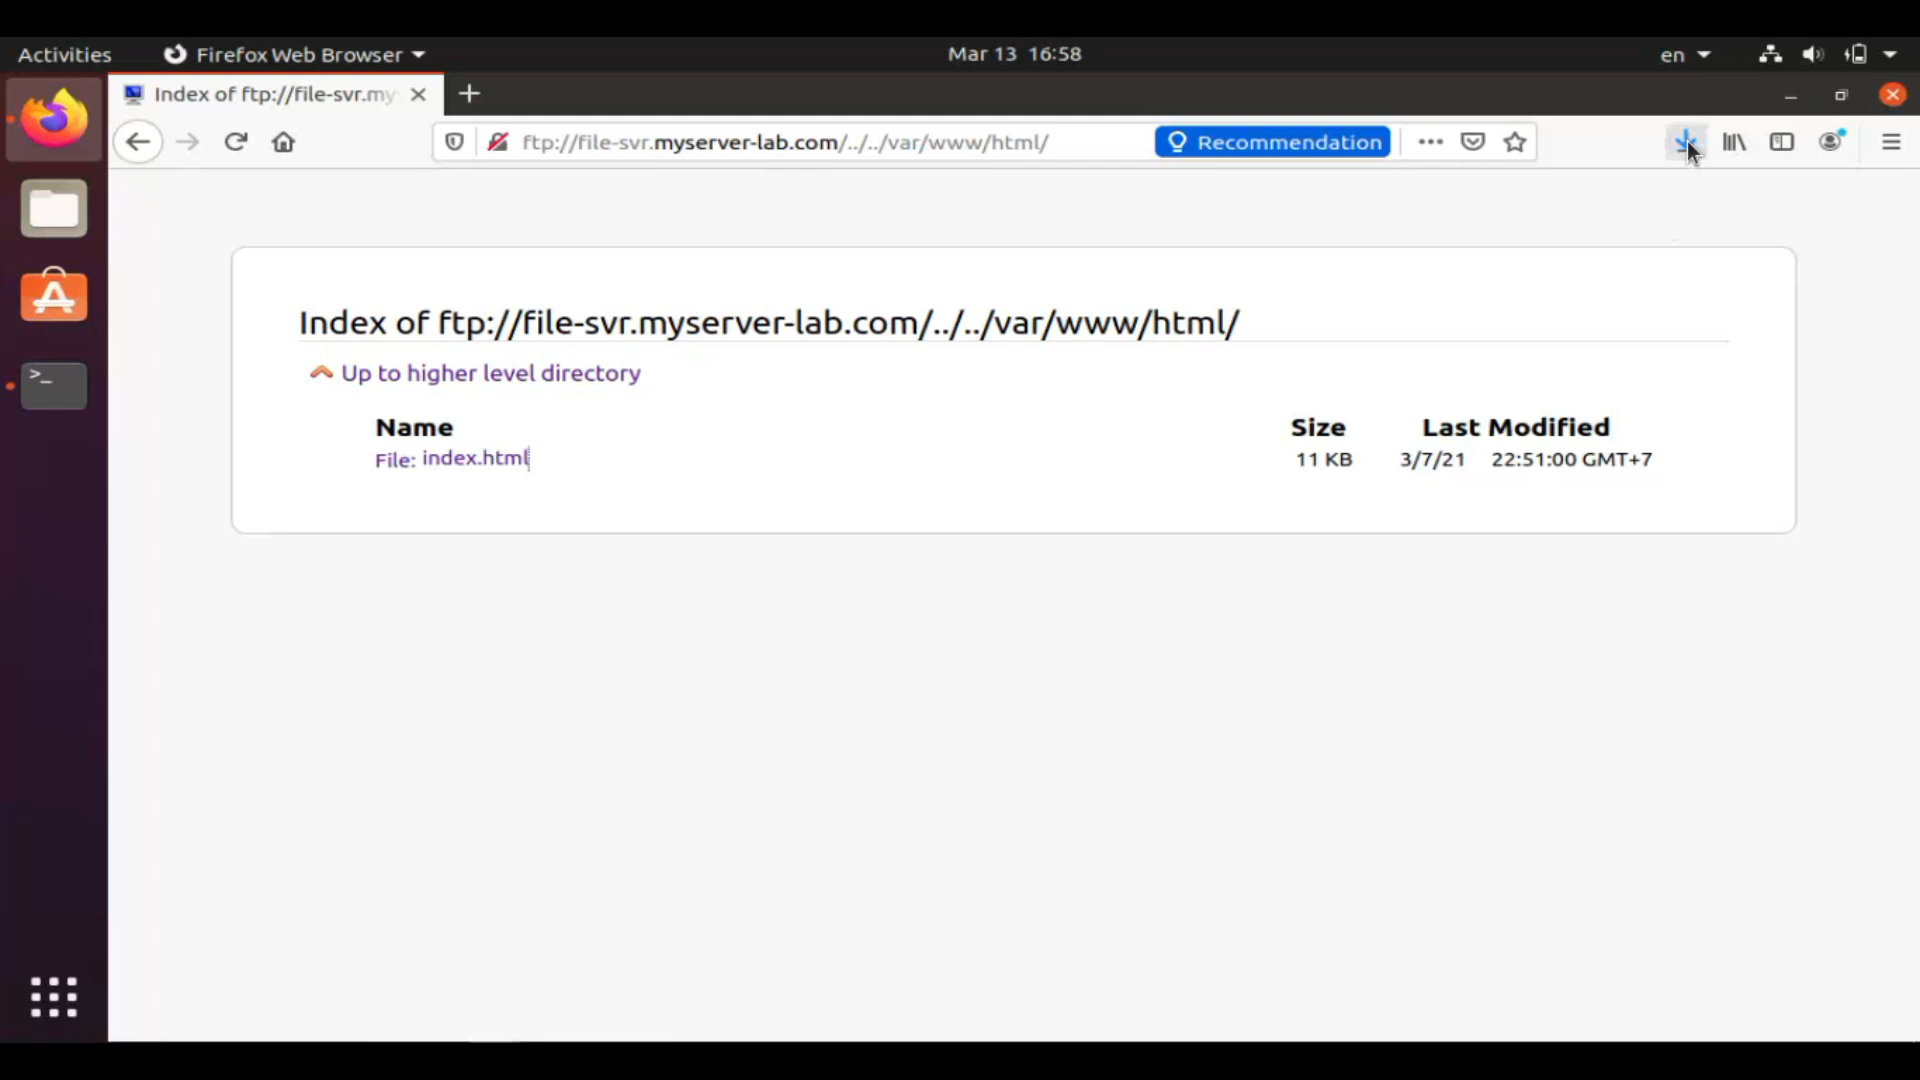 Activities Firefox Web Browser Mar 13 16:58 en
Index of ftp://file-svr.my
ftp://file-svr.myserver-lab.com/../../var/www/html/ Recommendation
Index of ftp://file-svr.myserver-lab.com/../../var/www/html/
Up to higher level directory
Name Size Last Modified
File: index.html 11 KB 3/7/21 22:51:00 GMT+7